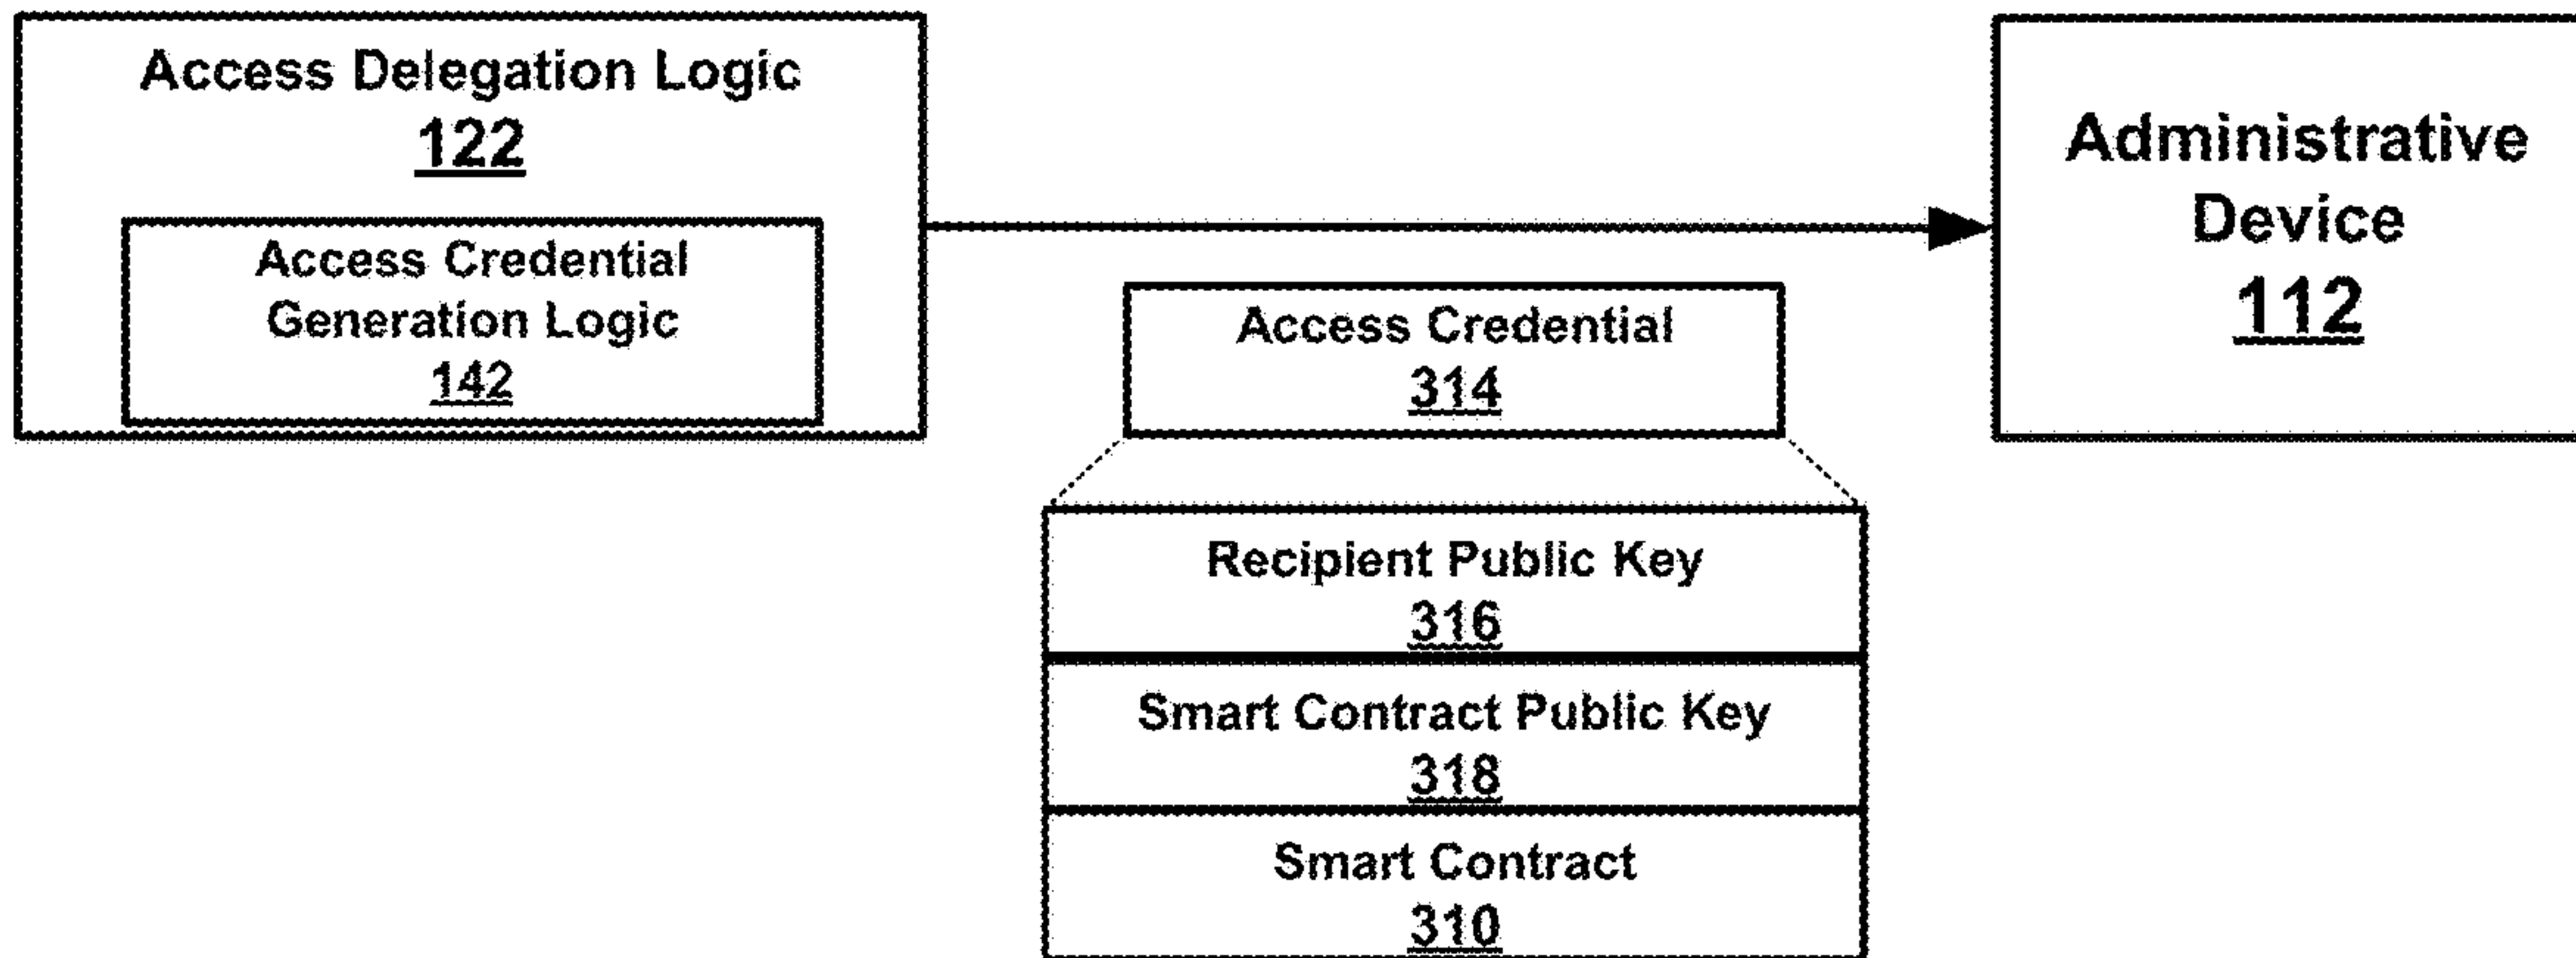 Access Delegation Logic
122
Access Credential
Generation Logic
142
Administrative
Device
112
Access Credential
314
Recipient Public Key
316
Smart Contract Public Key
318
Smart Contract
310